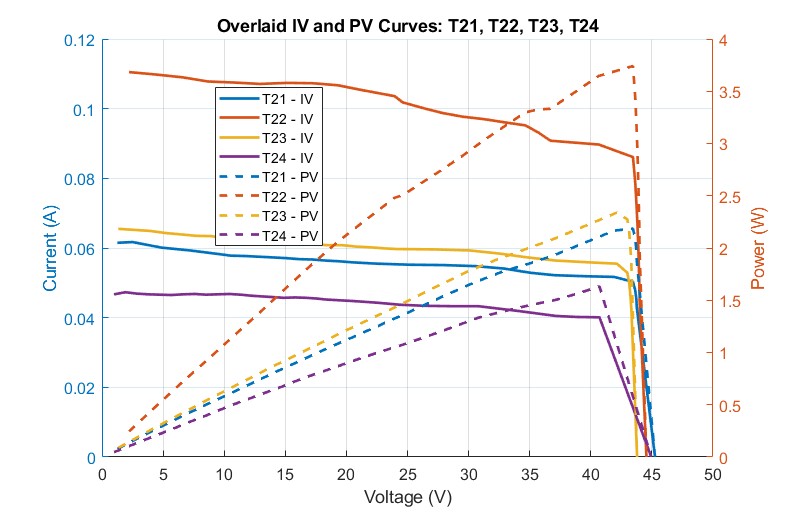 Overlaid IV and PV Curves: T21, T22, T23, T24
0.12
0.1
0.08
0.06
0.04
0.02
0
Current (A)
T21 - IV
T22 - IV
T23 - IV
T24 - IV
T21 - PV
T22 - PV
T23 - PV
T24 - PV
4
3.5
3
2.5
2
1.5
1
0.5
0
Power (W)
0 5 10 15 20 25 30 35 40 45 50
Voltage (V)